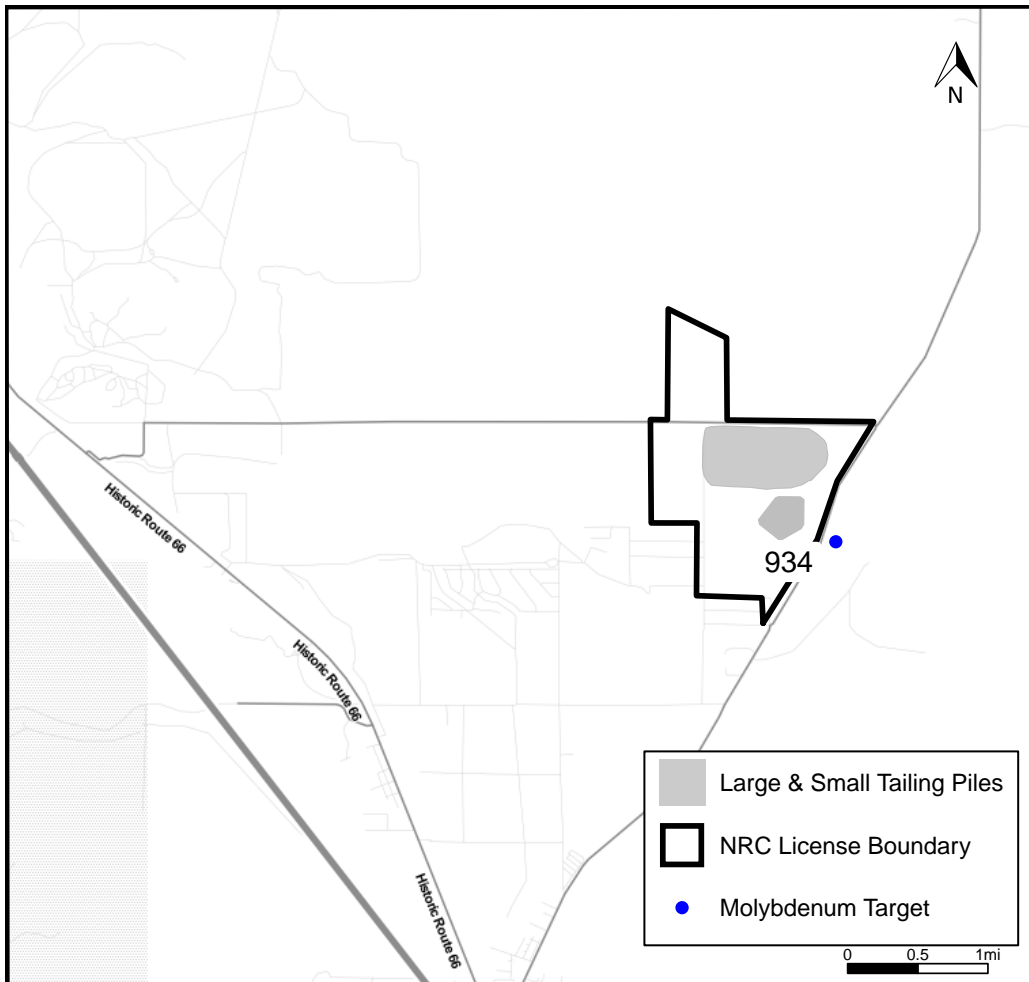 N
Historic Route 66
934
Historic Route 66
Large & Small Tailing Piles
NRC License Boundary
Historic Route 66
Molybdenum Target
0 0.5 1mi